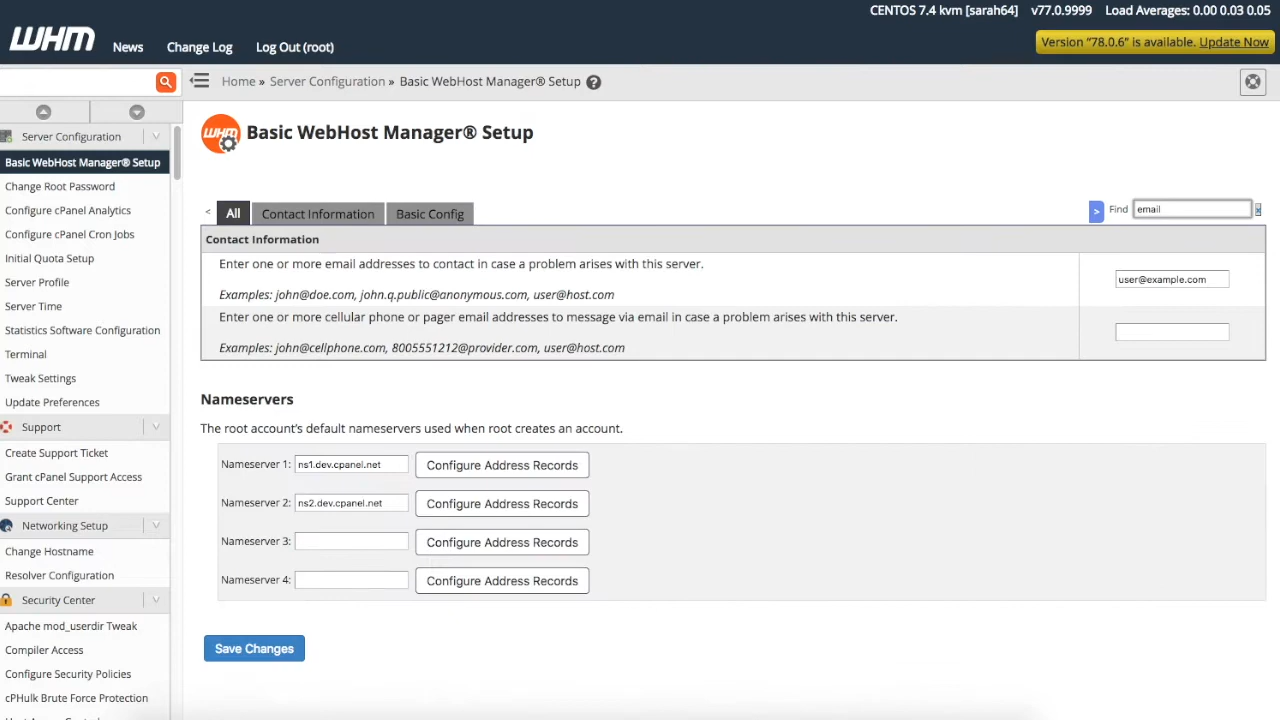 CENTOS 7.4 kvm [sarah64] v77.0.9999 Load Averages: 0.00 0.03 0.05
WHM News Change Log Log Out (root)
Version “78.0.6” is available. Update Now
Home » Server Configuration » Basic WebHost Manager® Setup ?
Server Configuration
Basic WebHost Manager® Setup
Change Root Password
Configure cPanel Analytics
Configure cPanel Cron Jobs
Initial Quota Setup
Server Profile
Server Time
Statistics Software Configuration
Terminal
Tweak Settings
Update Preferences
Support
Create Support Ticket
Grant cPanel Support Access
Support Center
Networking Setup
Change Hostname
Resolver Configuration
Security Center
Apache mod_userdir Tweak
Compiler Access
Configure Security Policies
cPHulk Brute Force Protection
WHM Basic WebHost Manager® Setup
< All Contact Information Basic Config > Find email x
Contact Information
Enter one or more email addresses to contact in case a problem arises with this server.
user@example.com
Examples: john@doe.com, john.q.public@anonymous.com, user@host.com
Enter one or more cellular phone or pager email addresses to message via email in case a problem arises with this server.
Examples: john@cellphone.com, 8005551212@provider.com, user@host.com
Nameservers
The root account’s default nameservers used when root creates an account.
Nameserver 1: ns1.dev.cpanel.net Configure Address Records
Nameserver 2: ns2.dev.cpanel.net Configure Address Records
Nameserver 3: Configure Address Records
Nameserver 4: Configure Address Records
Save Changes